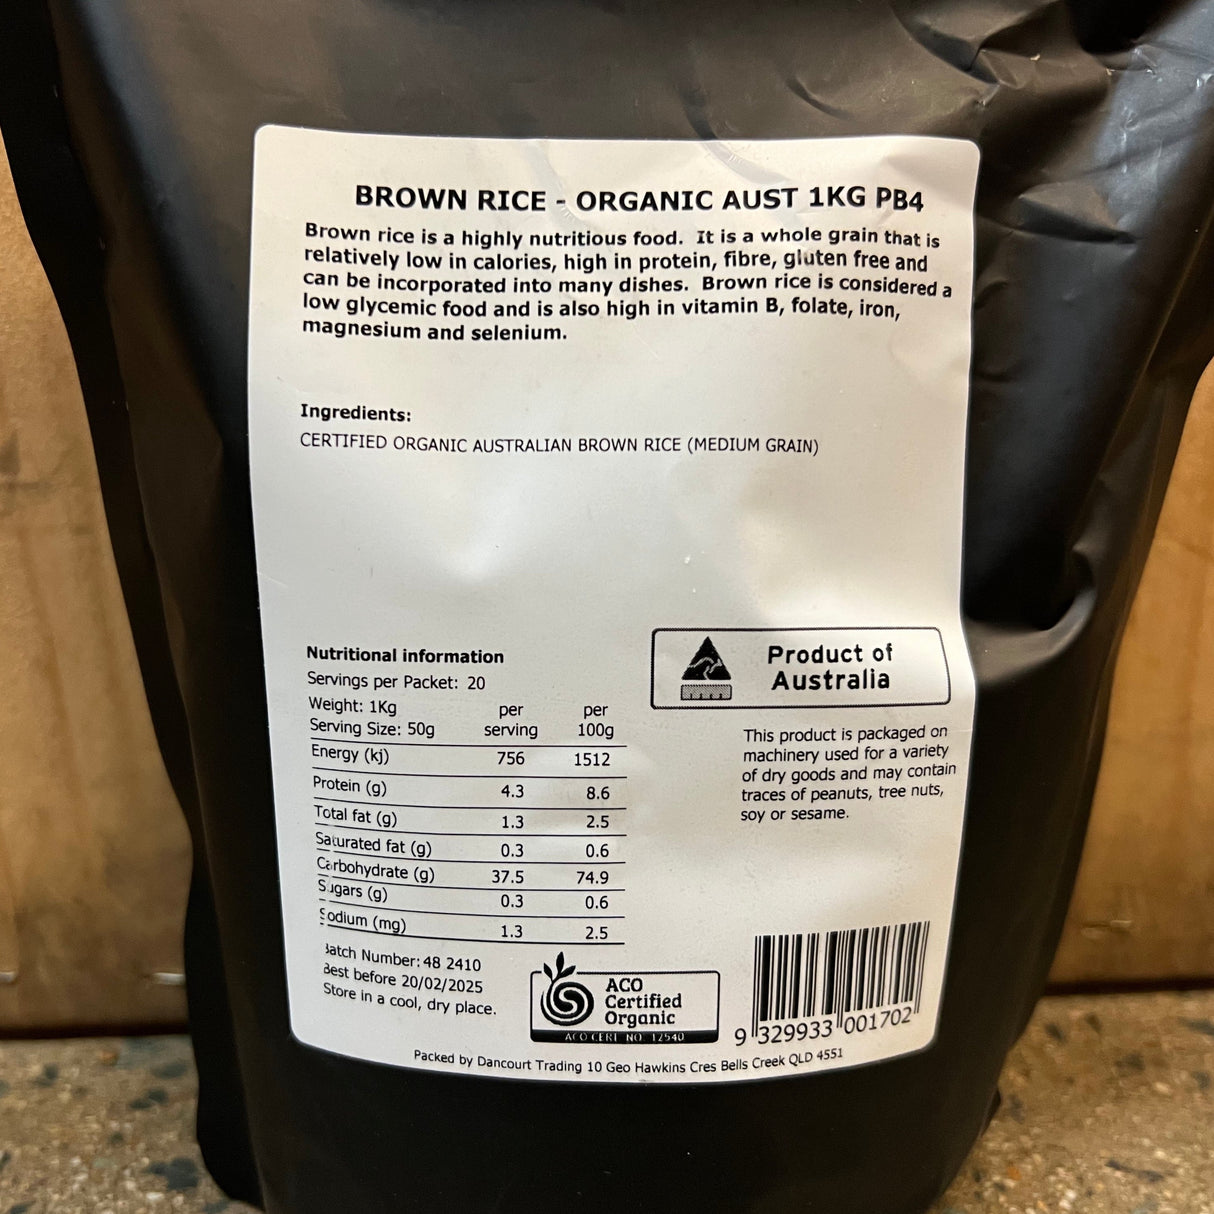 BROWN RICE - ORGANIC AUST 1KG PB4
Brown rice is a highly nutritious food. It is a whole grain that is
relatively low in calories, high in protein, fibre, gluten free and
can be incorporated into many dishes. Brown rice is considered a
low glycemic food and is also high in vitamin B, folate, iron,
magnesium and selenium.
Ingredients:
CERTIFIED ORGANIC AUSTRALIAN BROWN RICE (MEDIUM GRAIN)
Nutritional information
Servings per Packet: 20
Weight: 1Kg per per
Serving Size: 50g serving 100g
Energy (kj) 756 1512
Protein (g) 4.3 8.6
Total fat (g) 1.3 2.5
Saturated fat (g) 0.3 0.6
Carbohydrate (g) 37.5 74.9
Sugars (g) 0.3 0.6
Sodium (mg) 1.3 2.5
Batch Number: 48 2410
Best before 20/02/2025
Store in a cool, dry place.
Product of
Australia
This product is packaged on
machinery used for a variety
of dry goods and may contain
traces of peanuts, tree nuts,
soy or sesame.
ACO
Certified
Organic
ACO CERT NO. 12540
9 329933 001702
Packed by Dancourt Trading 10 Geo Hawkins Cres Bells Creek QLD 4551